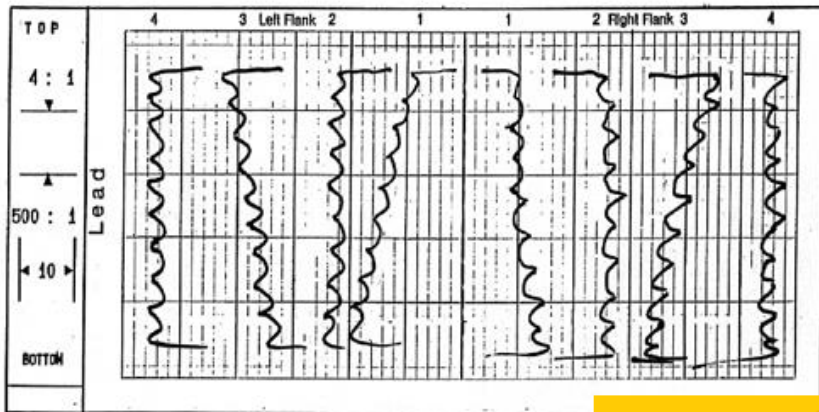 4 3 Left Flank 2 1 1 2 Right Flank 3 4
TOP
4 : 1
Lead
500 : 1
10
BOTTOM